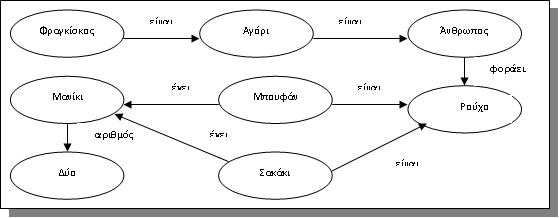 είναι
είναι
Φραγκίσκος
Αγόρι
Άνθρωπος
φοράει
έχει
είναι
Μανίκι
Μπουφάν
Ρούχο
αριθμός
έχει
είναι
Δύο
Σακάκι